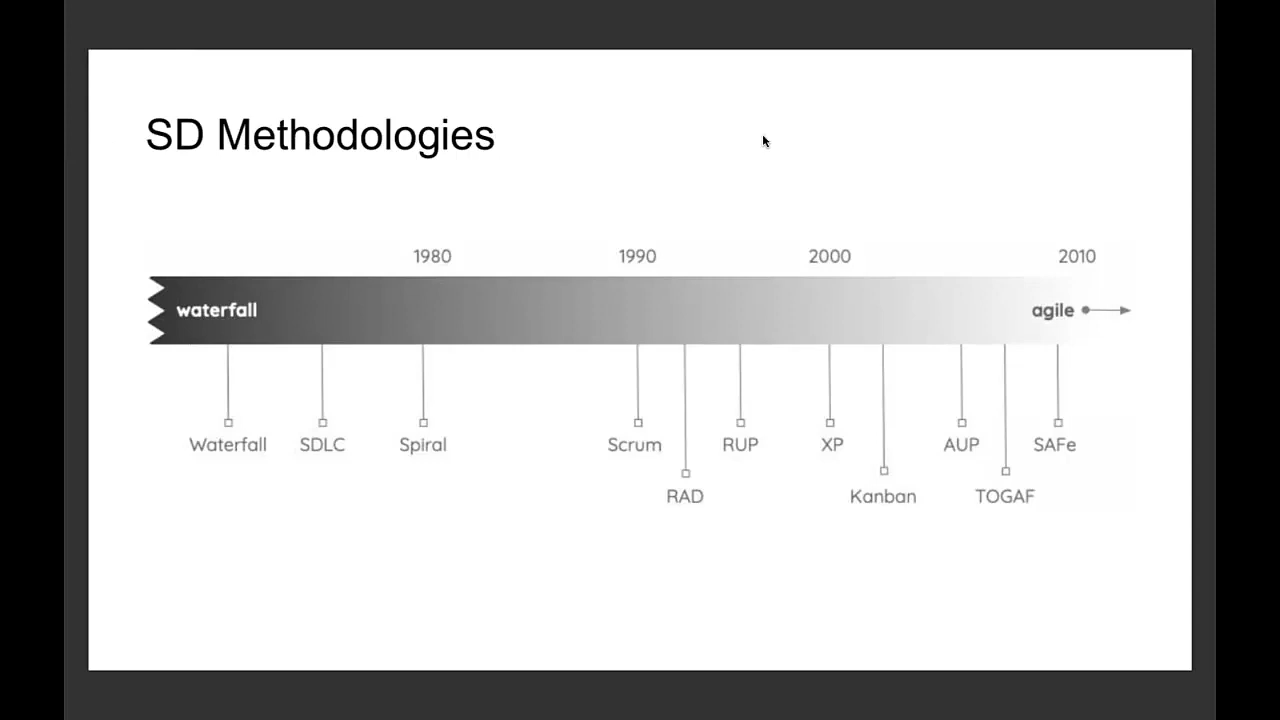 SD Methodologies
1980 1990 2000 2010
waterfall agile
Waterfall SDLC Spiral Scrum RUP XP AUP SAFe
RAD Kanban TOGAF